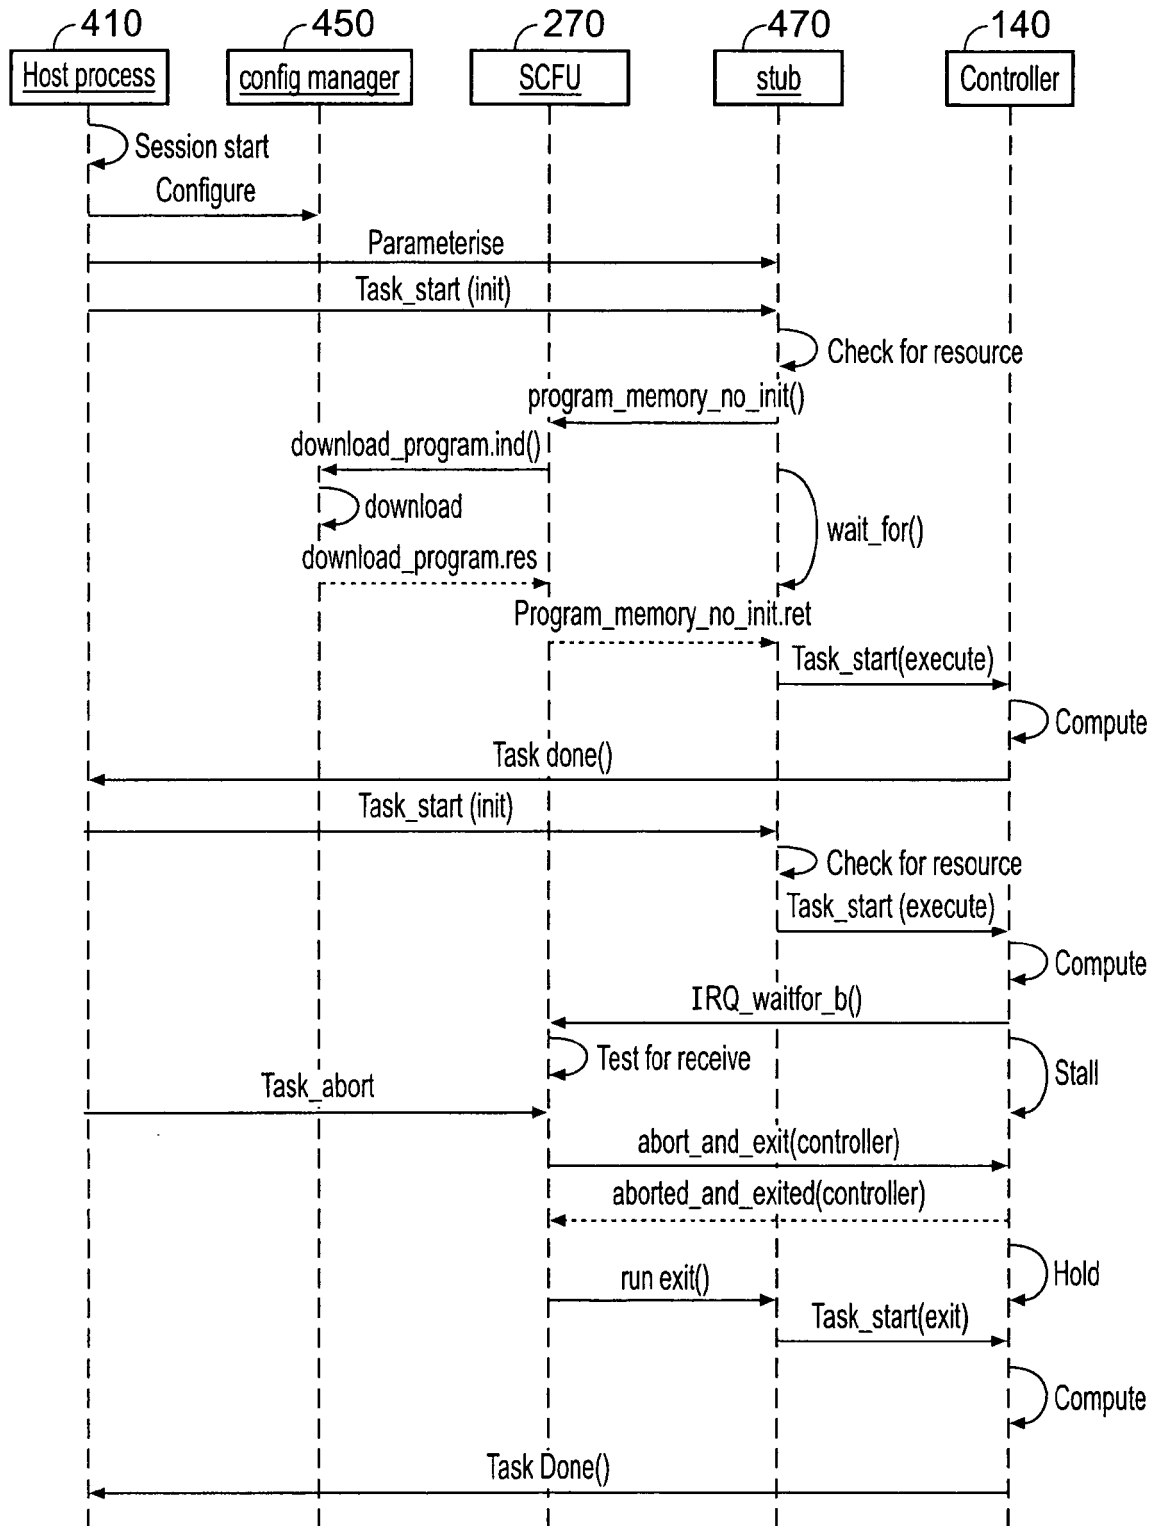 410
450
270
470
140
Host process
config manager
SCFU
stub
Controller
Session start
Configure
Parameterise
Task_start (init)
Check for resource
program_memory_no_init()
download_program.ind()
download
wait_for()
download_program.res
Program_memory_no_init.ret
Task_start(execute)
Compute
Task done()
Task_start (init)
Check for resource
Task_start (execute)
Compute
IRQ_waitfor_b()
Test for receive
Stall
Task_abort
abort_and_exit(controller)
aborted_and_exited(controller)
Hold
run exit()
Task_start(exit)
Compute
Task Done()